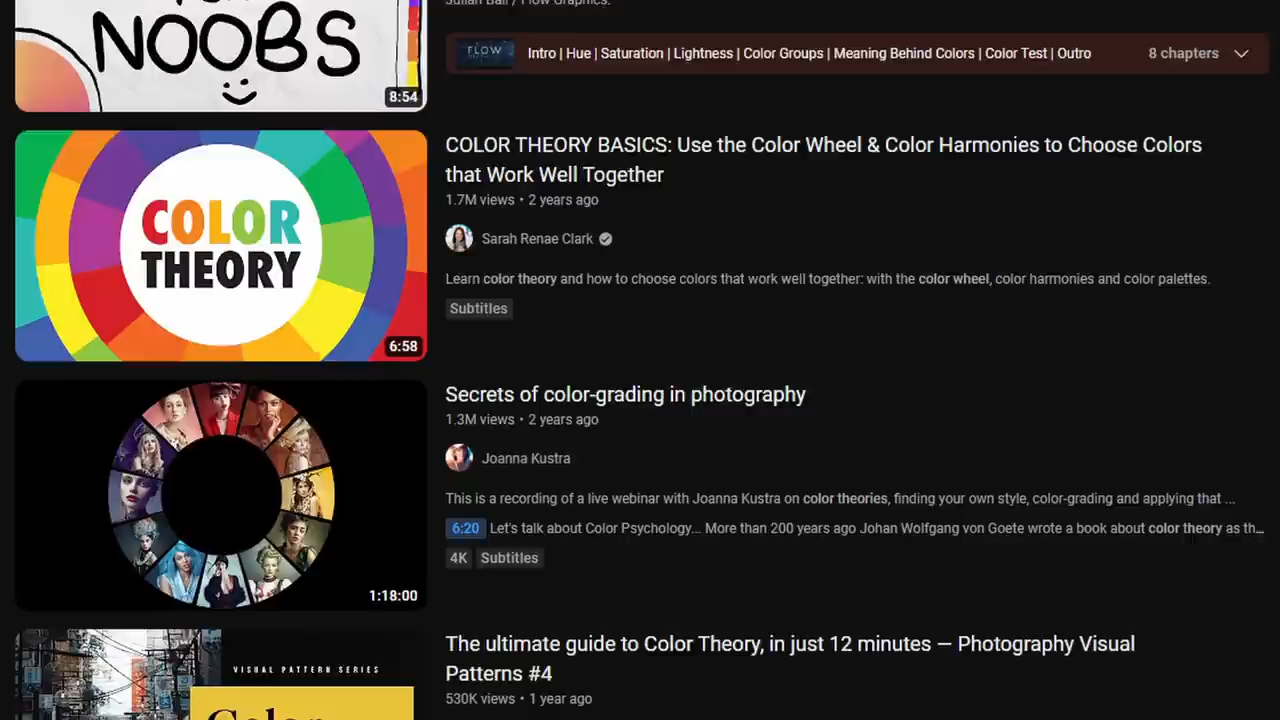 Julian Ball / Flow Graphics.
NOOBS
8:54
FLOW
Intro | Hue | Saturation | Lightness | Color Groups | Meaning Behind Colors | Color Test | Outro
8 chapters
COLOR
THEORY
6:58
COLOR THEORY BASICS: Use the Color Wheel & Color Harmonies to Choose Colors
that Work Well Together
1.7M views • 2 years ago
Sarah Renae Clark
Learn color theory and how to choose colors that work well together: with the color wheel, color harmonies and color palettes.
Subtitles
1:18:00
Secrets of color-grading in photography
1.3M views • 2 years ago
Joanna Kustra
This is a recording of a live webinar with Joanna Kustra on color theories, finding your own style, color-grading and applying that ...
6:20 Let's talk about Color Psychology... More than 200 years ago Johan Wolfgang von Goete wrote a book about color theory as th...
4K Subtitles
VISUAL PATTERN SERIES
Color
The ultimate guide to Color Theory, in just 12 minutes — Photography Visual
Patterns #4
530K views • 1 year ago